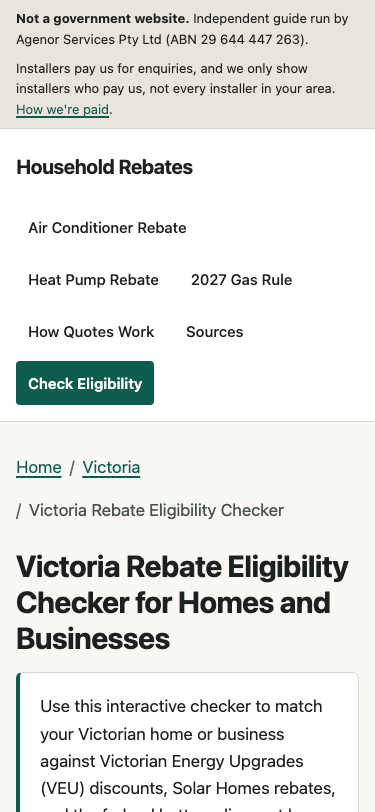 Not a government website. Independent guide run by
Agenor Services Pty Ltd (ABN 29 644 447 263).
Installers pay us for enquiries, and we only show
installers who pay us, not every installer in your area.
How we're paid.
Household Rebates
Air Conditioner Rebate
Heat Pump Rebate 2027 Gas Rule
How Quotes Work Sources
Check Eligibility
Home / Victoria
/ Victoria Rebate Eligibility Checker
Victoria Rebate Eligibility
Checker for Homes and
Businesses
Use this interactive checker to match
your Victorian home or business
against Victorian Energy Upgrades
(VEU) discounts, Solar Homes rebates,